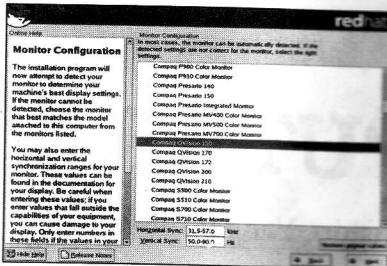 redha
Online Help
Monitor Configuration
The installation program will
now attempt to detect your
monitor to determine your
machine's best display settings.
If the monitor cannot be
detected, choose the monitor
that best matches the model
attached to this computer from
the monitors listed.
You may also enter the
horizontal and vertical
synchronization ranges for your
monitor. These values can be
found in the documentation for
your display. Be careful when
entering these values; if you
enter values that fall outside the
capabilities of your equipment,
you can cause damage to your
display. Only enter numbers in
these fields if the values in your
Hide Help
Release Notes
Monitor Configuration
In most cases, the monitor can be automatically detected. If the
detected settings are not correct for the monitor, select the right
settings.
Compaq P900 Color Monitor
Compaq P910 Color Monitor
Compaq Presario 140
Compaq Presario 150
Compaq Presario Integrated Monitor
Compaq Presario MV400 Color Monitor
Compaq Presario MV500 Color Monitor
Compaq Presario MV700 Color Monitor
Compaq QVision 150
Compaq QVision 170
Compaq QVision 172
Compaq QVision 200
Compaq QVision 210
Compaq S500 Color Monitor
Compaq S510 Color Monitor
Compaq S700 Color Monitor
Compaq S710 Color Monitor
Horizontal Sync: 31.5-57.0 kHz
Vertical Sync: 50.0-90.0 Hz
Restore original values
Back